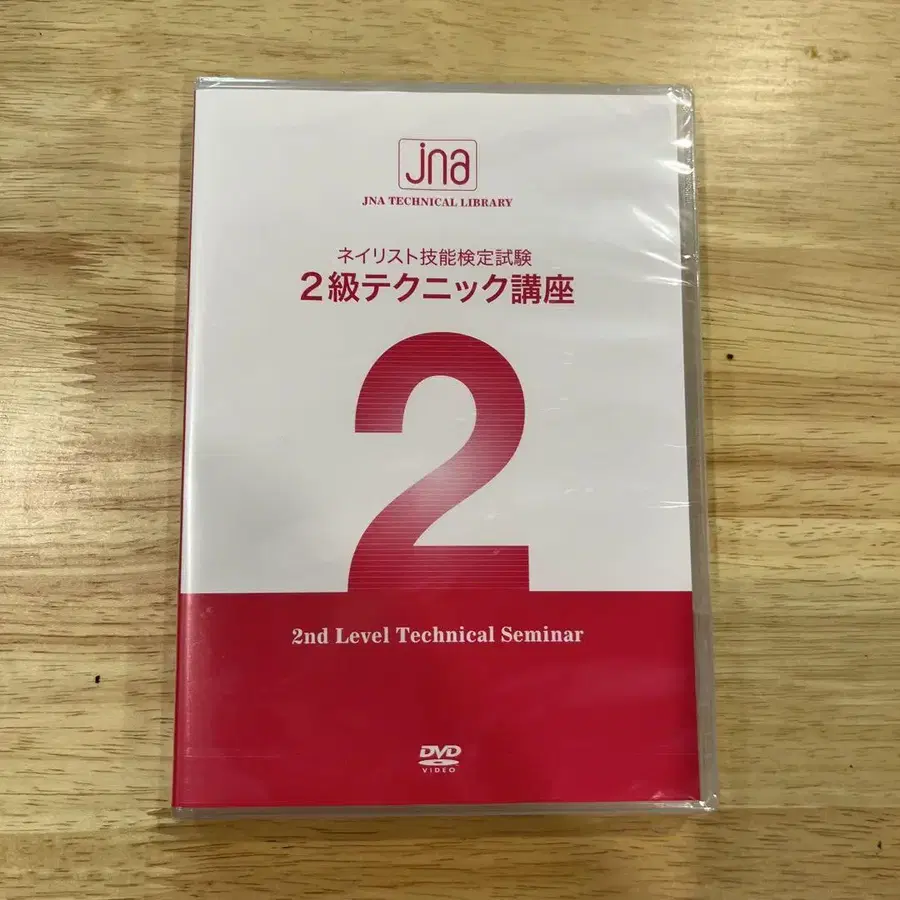 jna
JNA TECHNICAL LIBRARY
ネイリスト技能検定試験
2級テクニック講座
2
2nd Level Technical Seminar
DVD
VIDEO